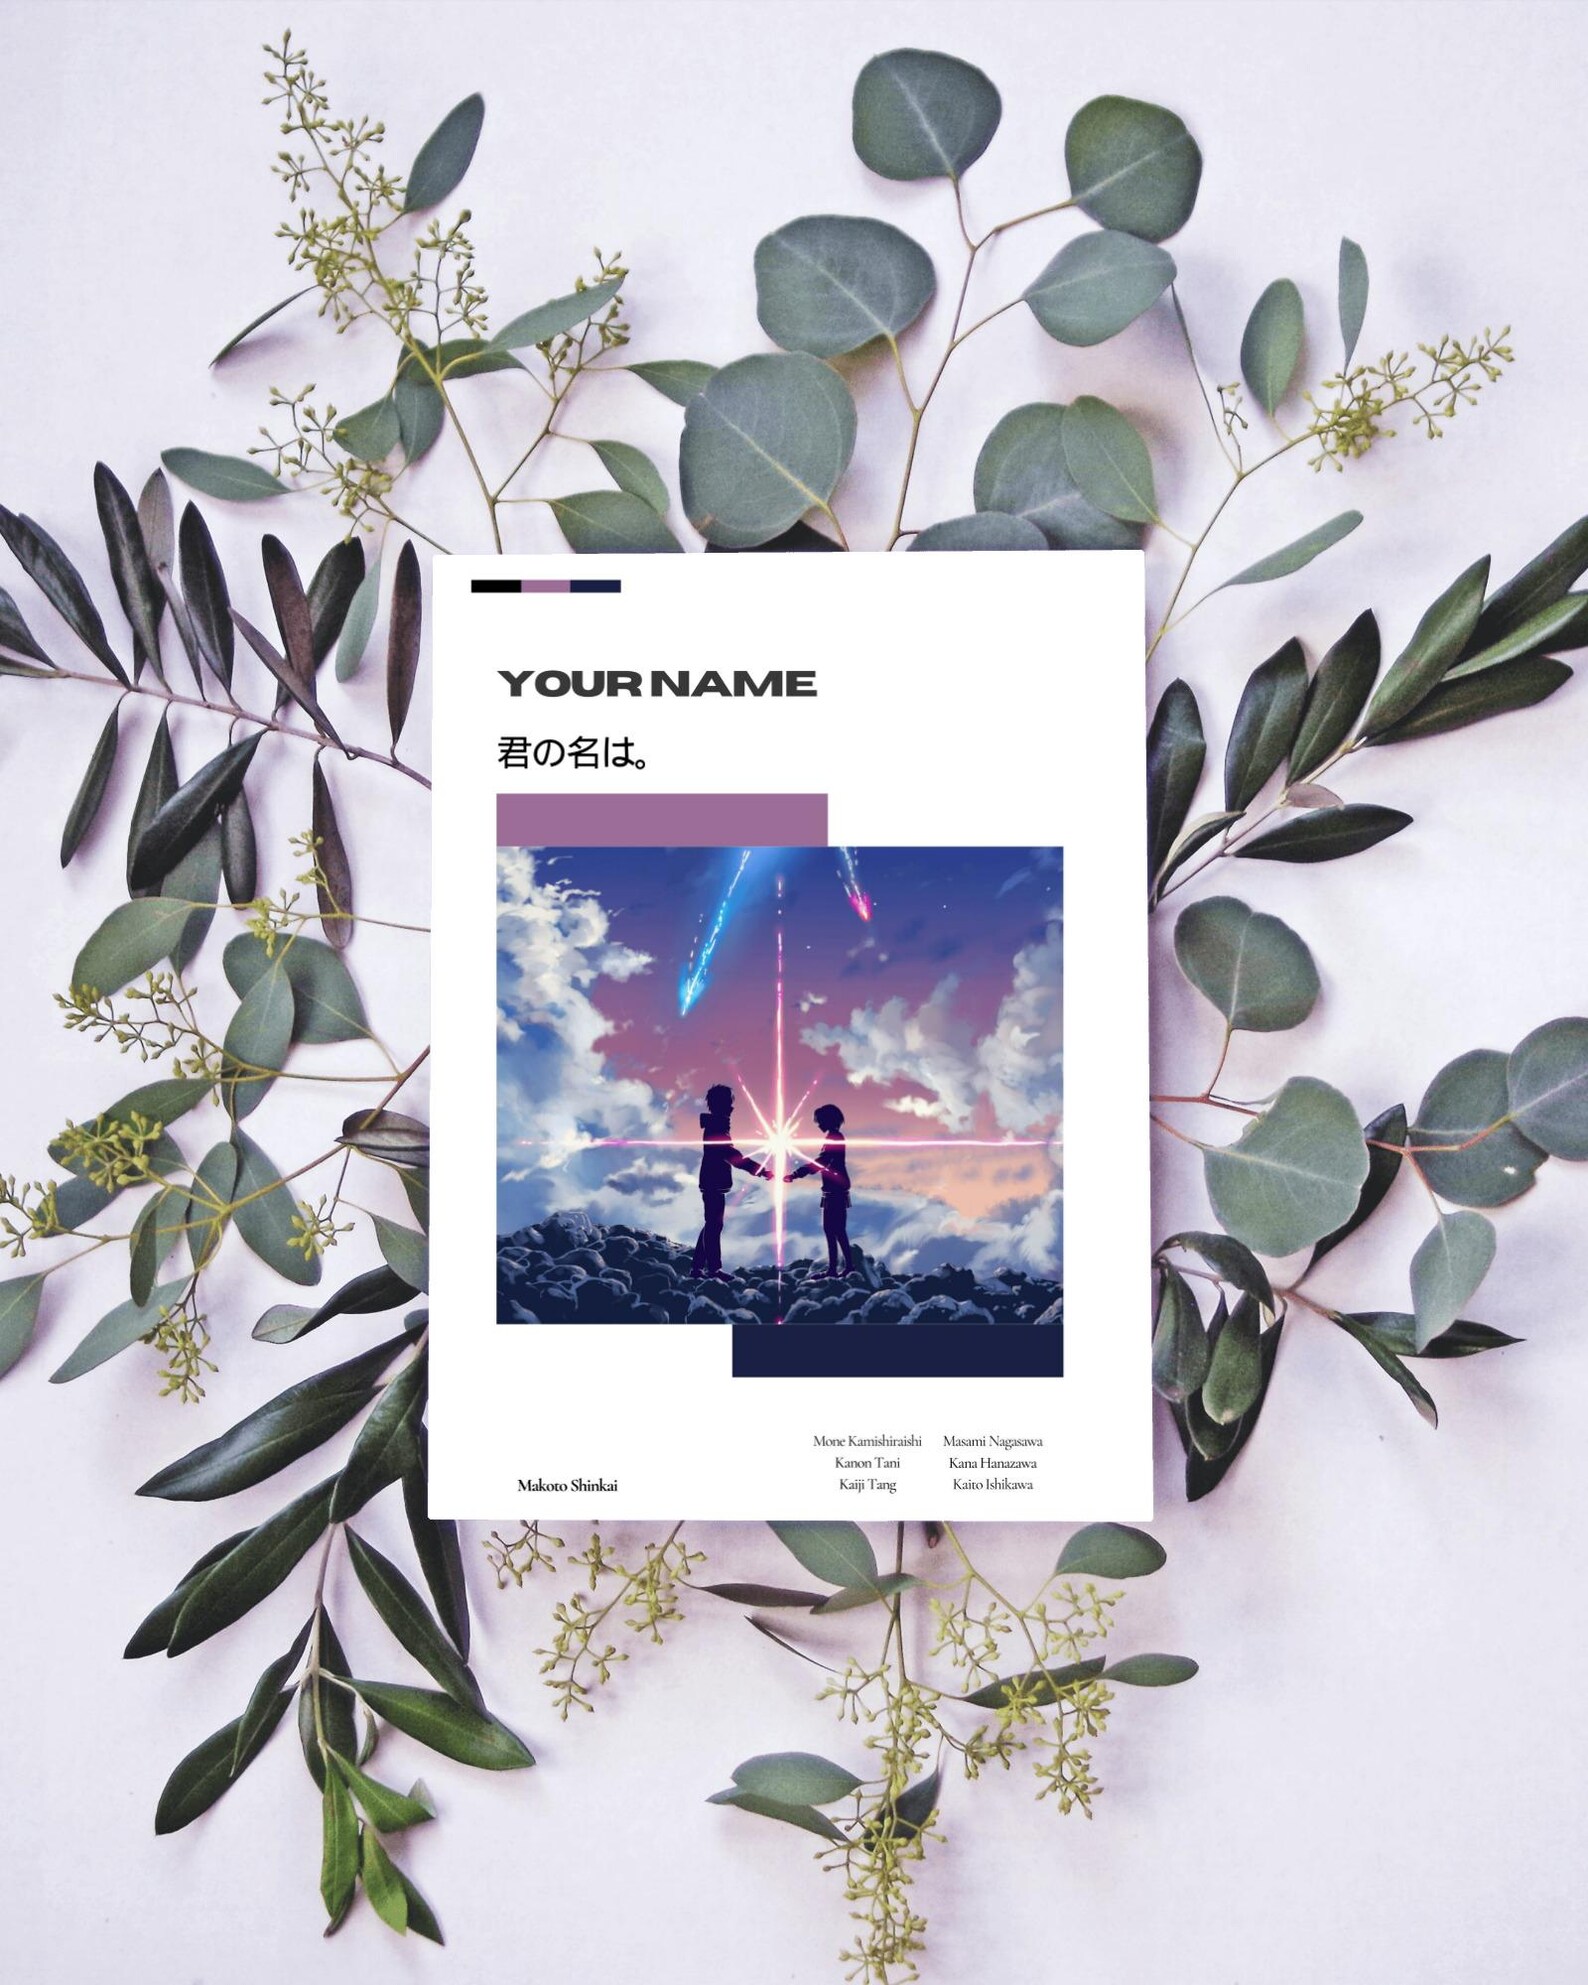 YOUR NAME
君の名は。
Makoto Shinkai
Mone Kamishiraishi
Kanon Tani
Kaiji Tang
Masami Nagasawa
Kana Hanazawa
Kaito Ishikawa